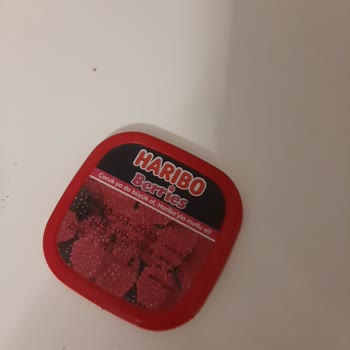 HARIBO
Berries
Çocuk ya da büyük ol, Haribo'yla mutlu ol!